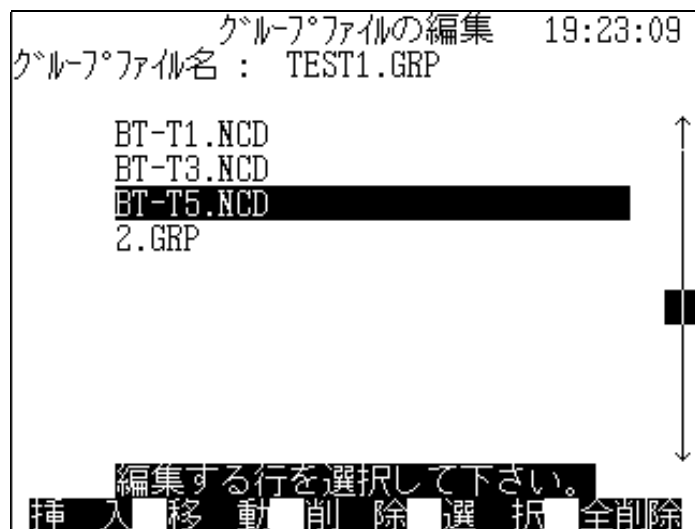 ｸﾞﾙｰﾌﾟﾌｧｲﾙの編集 19:23:09
ｸﾞﾙｰﾌﾟﾌｧｲﾙ名 : TEST1.GRP
BT-T1.NCD
BT-T3.NCD
BT-T5.NCD
2.GRP
編集する行を選択して下さい。
挿 入 移 動 削 除 選 択 全削除